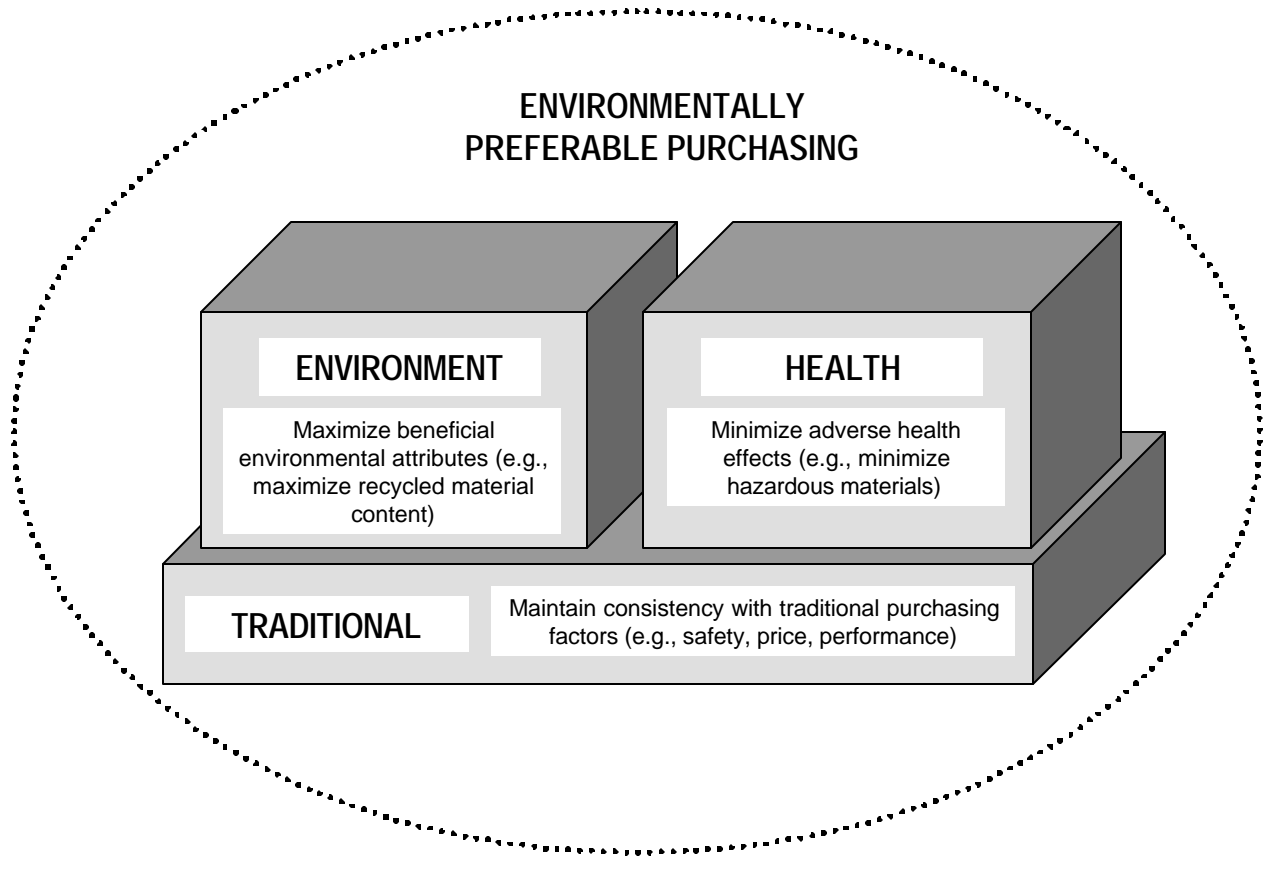 ENVIRONMENTALLY
PREFERABLE PURCHASING
ENVIRONMENT
Maximize beneficial
environmental attributes (e.g.,
maximize recycled material
content)
HEALTH
Minimize adverse health
effects (e.g., minimize
hazardous materials)
TRADITIONAL
Maintain consistency with traditional purchasing
factors (e.g., safety, price, performance)